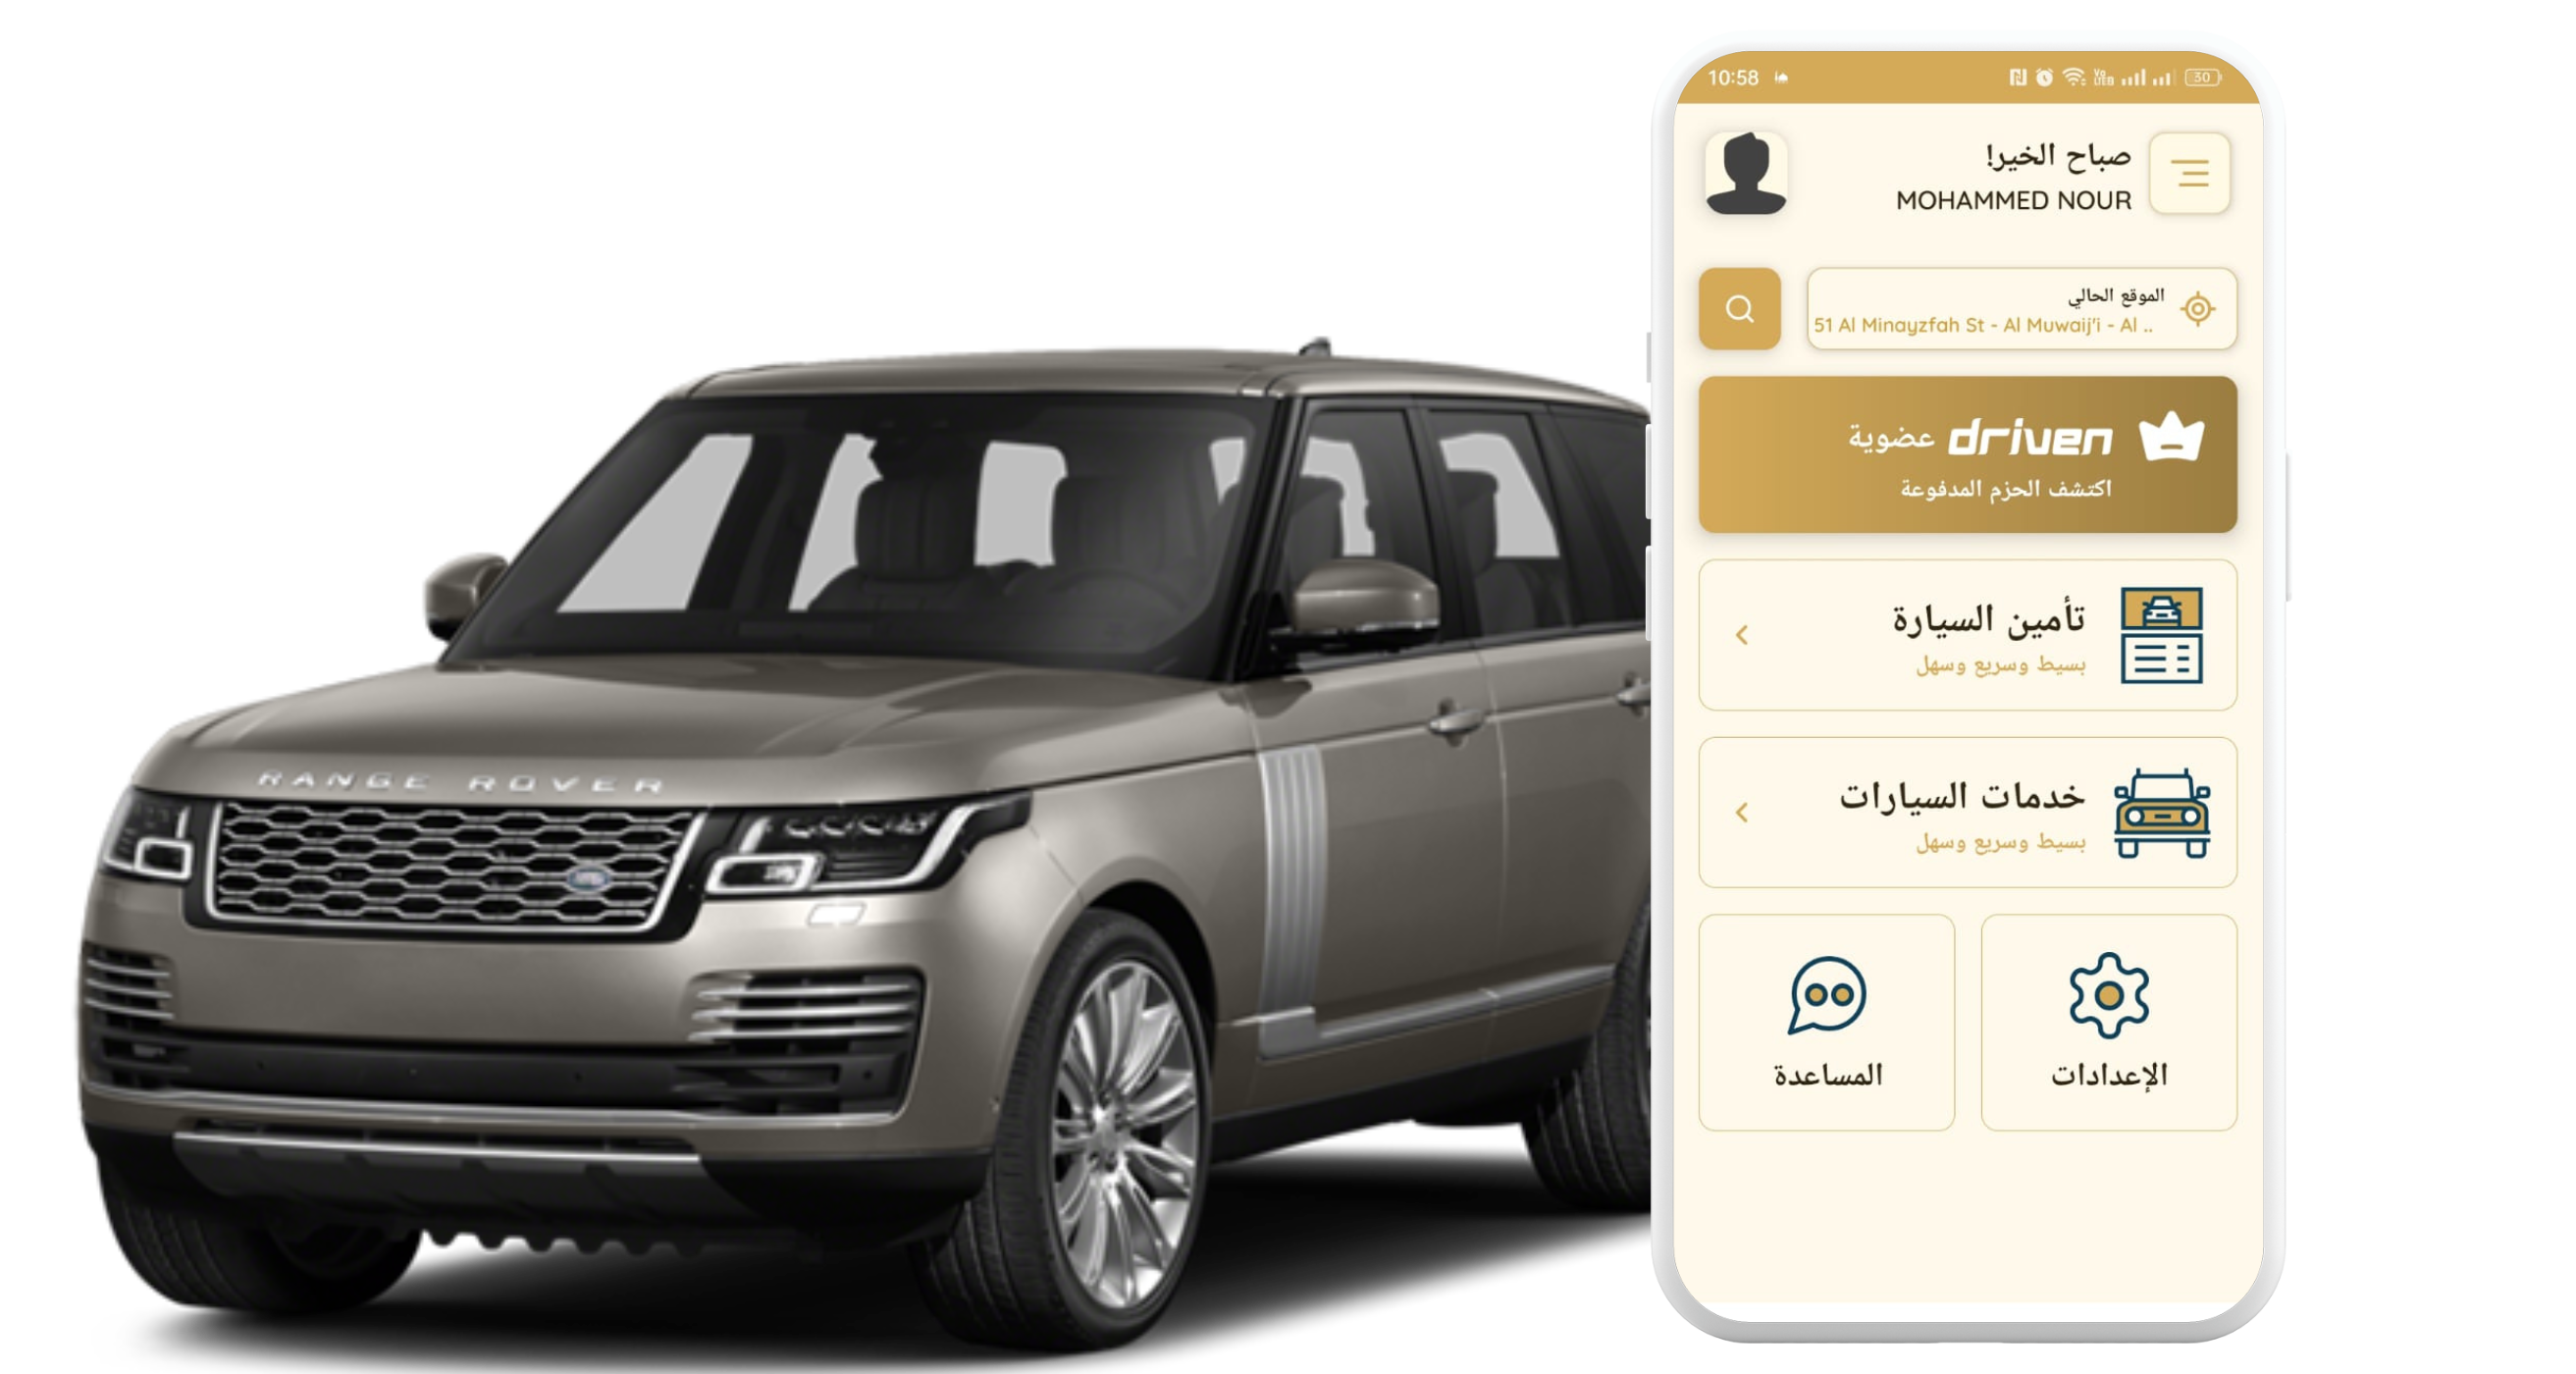 RANGE ROVER
10:58
30
صباح الخير!
MOHAMMED NOUR
الموقع الحالي
51 Al Minayzfah St - Al Muwaij'i - Al ..
driven عضوية
اكتشف الحزم المدفوعة
تأمين السيارة
بسيط وسريع وسهل
خدمات السيارات
بسيط وسريع وسهل
الإعدادات
المساعدة